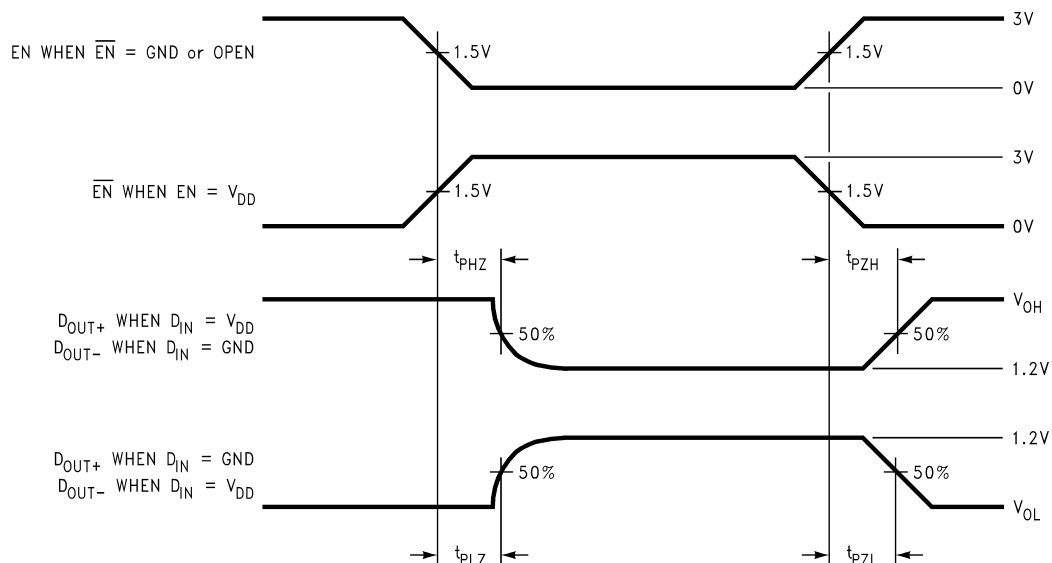 3V
EN WHEN E̅N̅ = GND or OPEN
1.5V
1.5V
0V
3V
E̅N̅ WHEN EN = VDD
1.5V
1.5V
0V
tPHZ
tPZH
DOUT+ WHEN DIN = VDD
DOUT− WHEN DIN = GND
50%
50%
VOH
1.2V
1.2V
DOUT+ WHEN DIN = GND
DOUT− WHEN DIN = VDD
50%
50%
VOL
tPLZ
tPZL